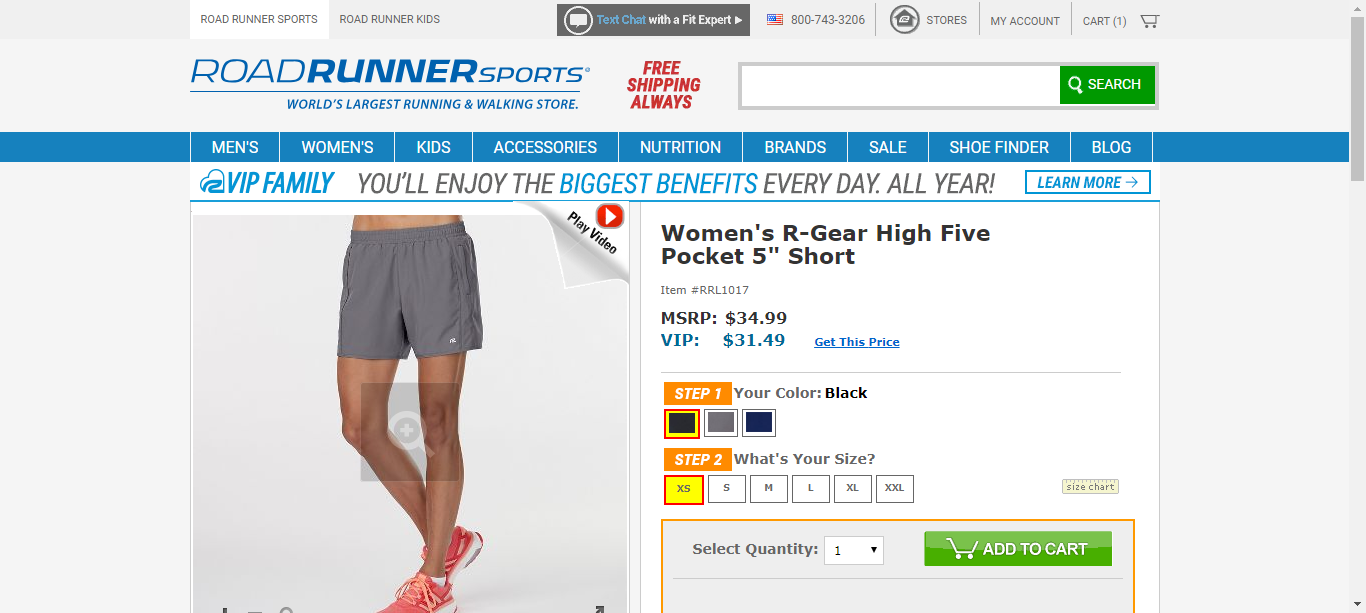 ROAD RUNNER SPORTS
ROAD RUNNER KIDS
Text Chat with a Fit Expert
800-743-3206
STORES
MY ACCOUNT
CART (1)
ROADRUNNERSPORTS
WORLD'S LARGEST RUNNING & WALKING STORE.
FREE
SHIPPING
ALWAYS
SEARCH
MEN'S
WOMEN'S
KIDS
ACCESSORIES
NUTRITION
BRANDS
SALE
SHOE FINDER
BLOG
VIP FAMILY
YOU'LL ENJOY THE BIGGEST BENEFITS EVERY DAY. ALL YEAR!
LEARN MORE
Play Video
Women's R-Gear High Five
Pocket 5" Short
Item #RRL1017
MSRP: $34.99
VIP: $31.49
Get This Price
STEP 1 Your Color: Black
STEP 2 What's Your Size?
XS
S
M
L
XL
XXL
size chart
Select Quantity:
1
ADD TO CART